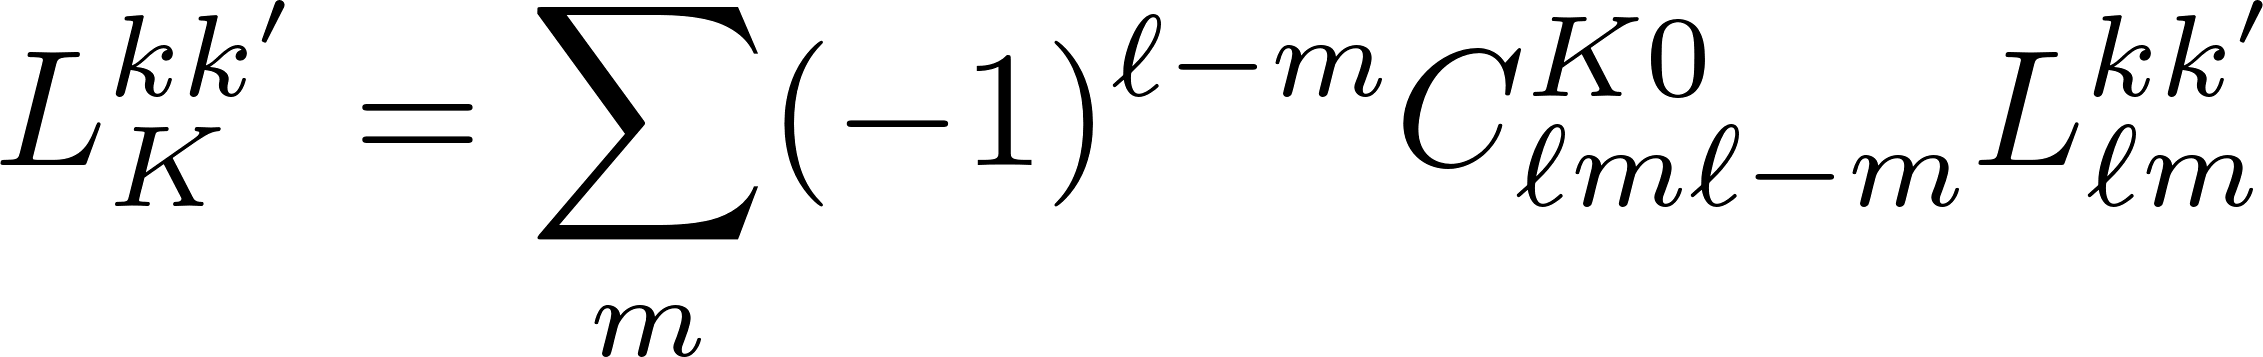 $L_K^{kk'} = \sum_m (-1)^{\ell-m} C_{\ell m \ell -m}^{K0} L_{\ell m}^{kk'}$